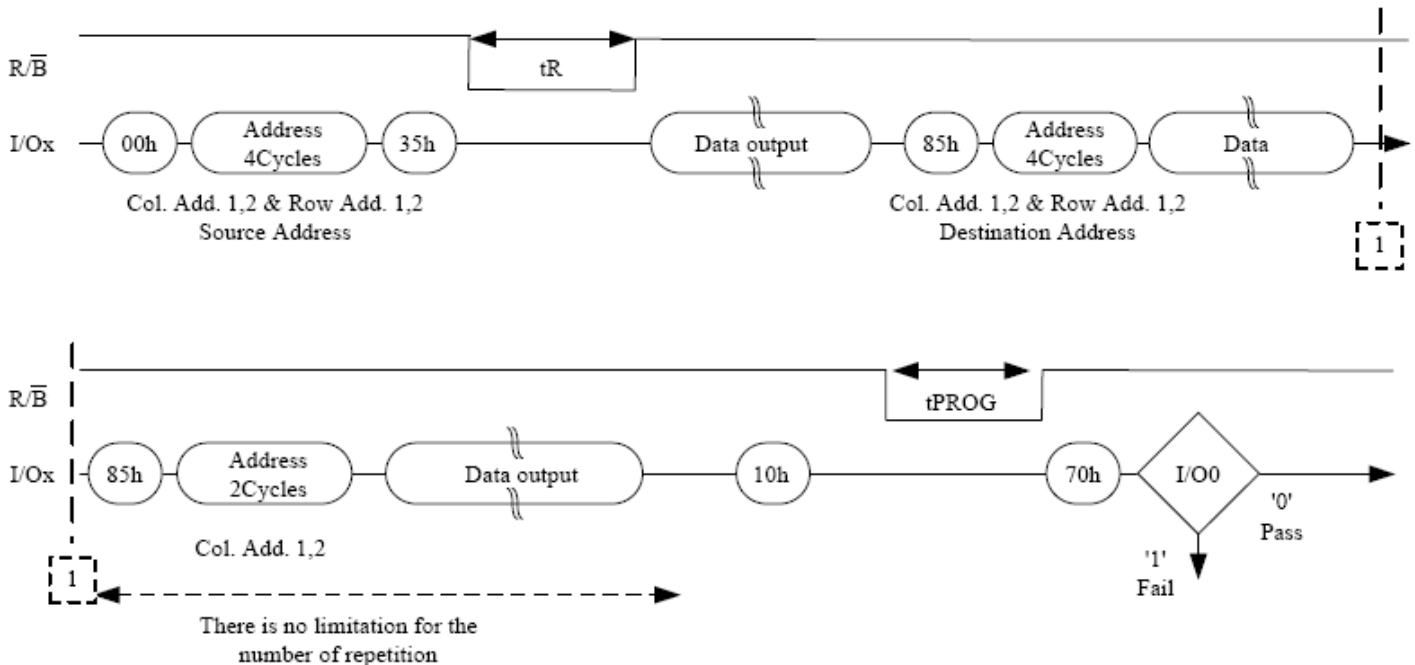 tR
R/B̅
I/Ox
00h
Address
4Cycles
35h
Data output
85h
Address
4Cycles
Data
Col. Add. 1,2 & Row Add. 1,2
Source Address
Col. Add. 1,2 & Row Add. 1,2
Destination Address
1
tPROG
R/B̅
I/Ox
85h
Address
2Cycles
Data output
10h
70h
I/O0
'0'
Pass
'1'
Fail
Col. Add. 1,2
1
There is no limitation for the
number of repetition